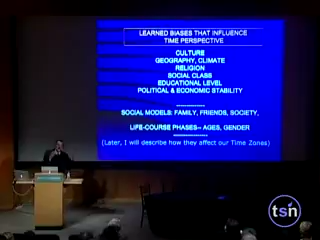 LEARNED BIASES THAT INFLUENCE
TIME PERSPECTIVE
CULTURE
GEOGRAPHY, CLIMATE
RELIGION
SOCIAL CLASS
EDUCATIONAL LEVEL
POLITICAL & ECONOMIC STABILITY
-------------
SOCIAL MODELS: FAMILY, FRIENDS, SOCIETY,
LIFE-COURSE PHASES-- AGES, GENDER
----------------
(Later, I will describe how they affect our Time Zones)
tsn